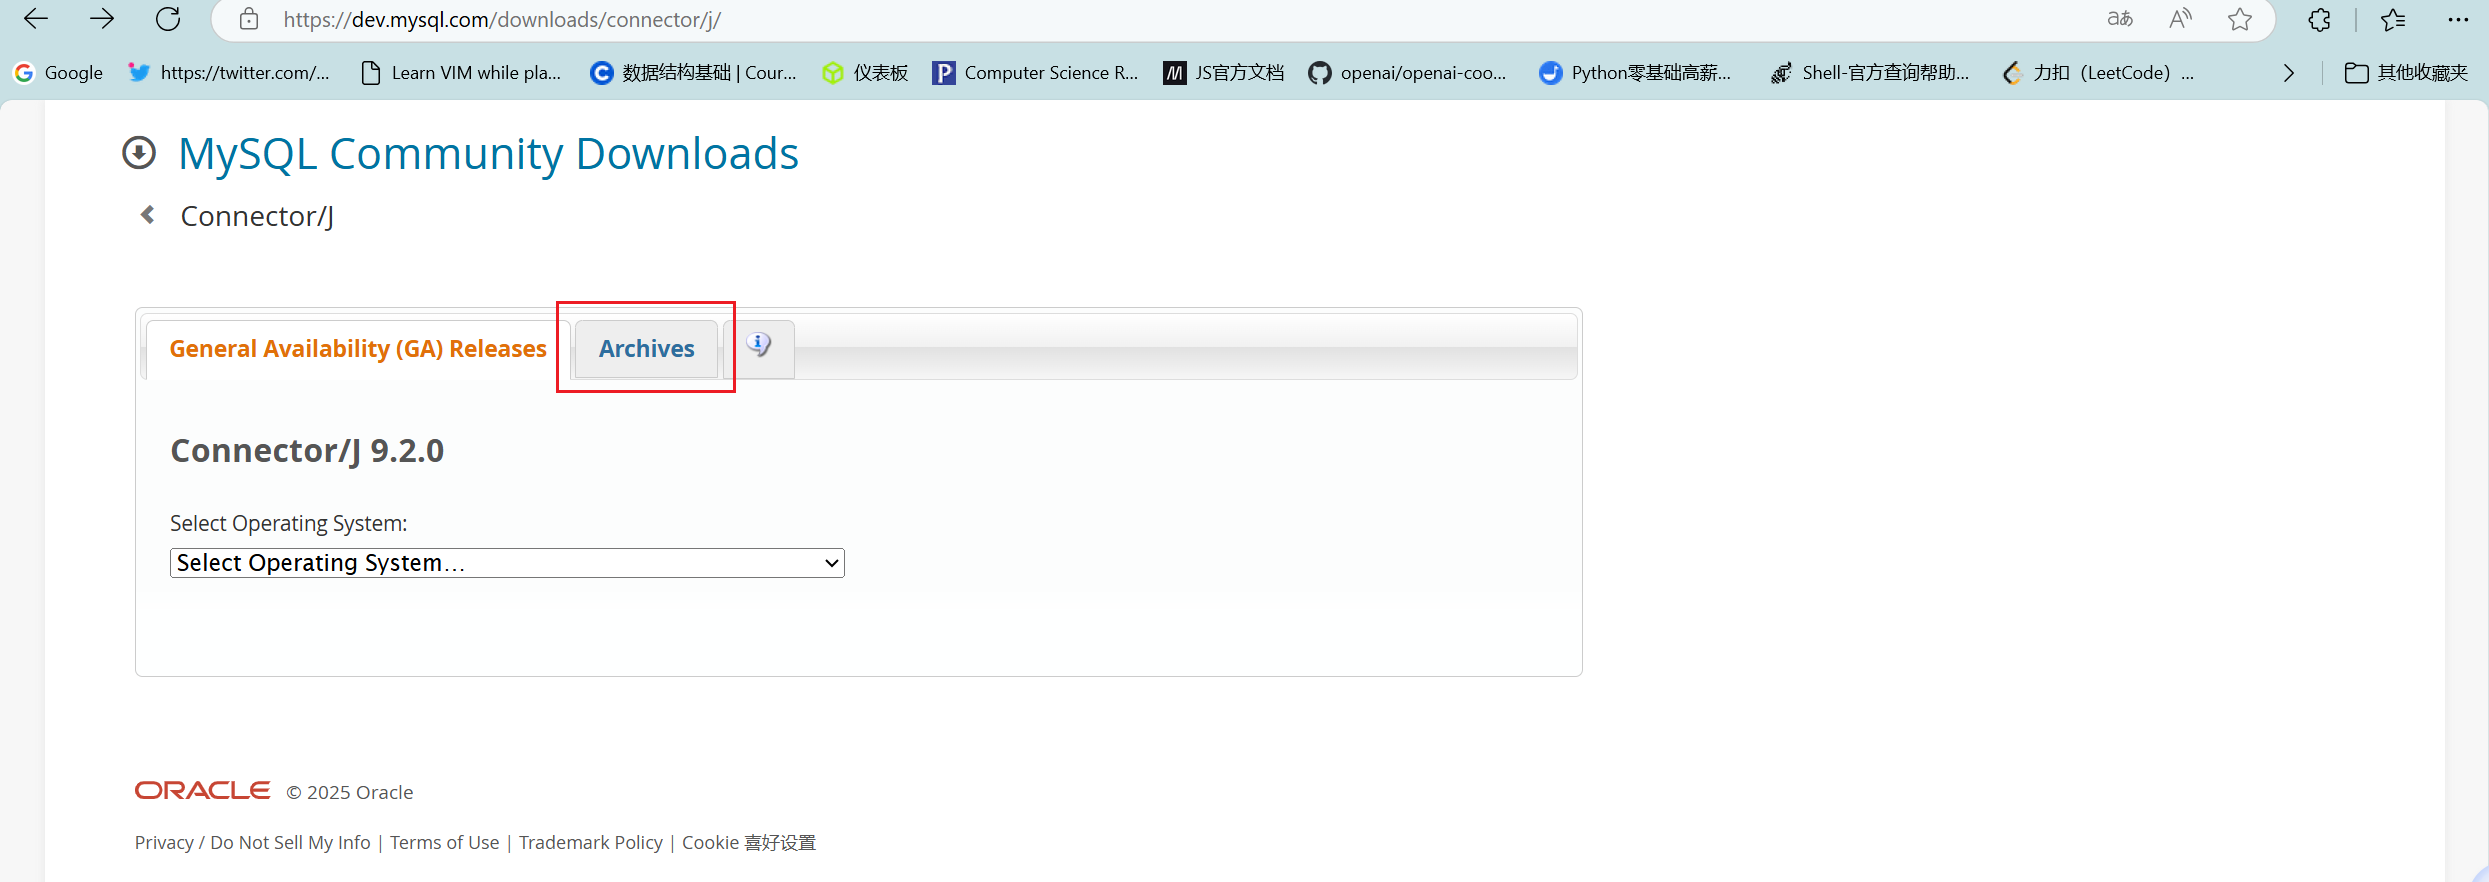 https://dev.mysql.com/downloads/connector/j/
Google https://twitter.com/... Learn VIM while pla... 数据结构基础 | Cour... 仪表板 Computer Science R... JS官方文档 openai/openai-coo... Python零基础高薪... Shell-官方查询帮助... 力扣（LeetCode）... 其他收藏夹
MySQL Community Downloads
Connector/J
General Availability (GA) Releases Archives
Connector/J 9.2.0
Select Operating System:
Select Operating System…
ORACLE © 2025 Oracle
Privacy / Do Not Sell My Info | Terms of Use | Trademark Policy | Cookie 喜好设置